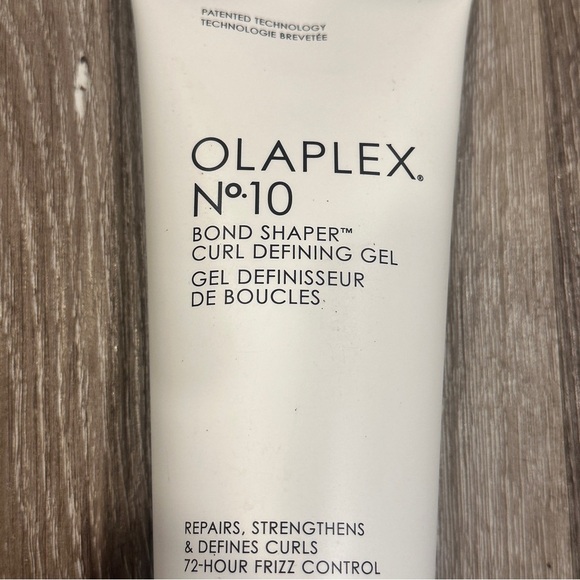 PATENTED TECHNOLOGY
TECHNOLOGIE BREVETÉE
OLAPLEX®
Nº.10
BOND SHAPER™
CURL DEFINING GEL
GEL DEFINISSEUR
DE BOUCLES
REPAIRS, STRENGTHENS
& DEFINES CURLS
72-HOUR FRIZZ CONTROL